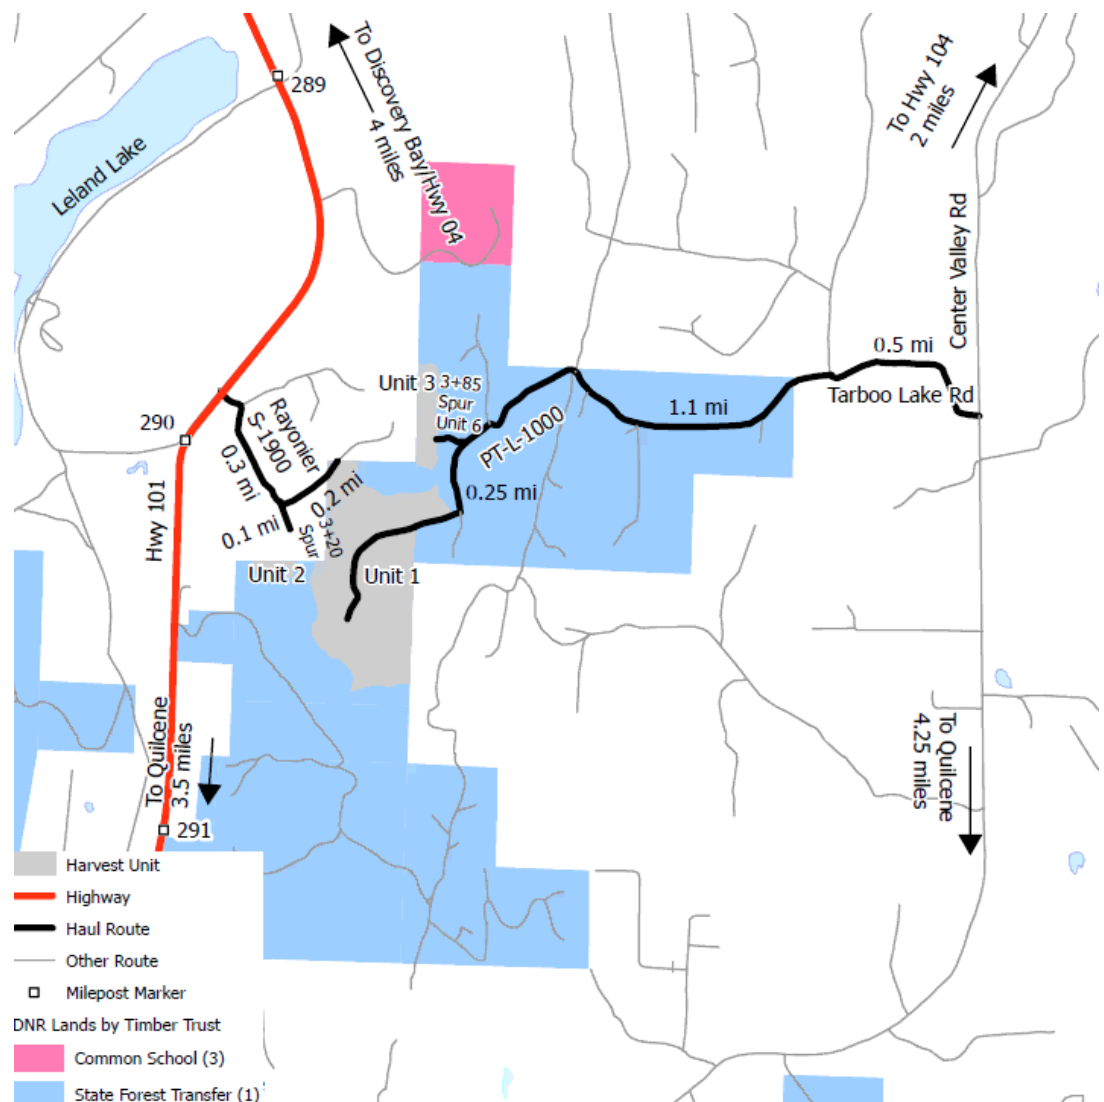 289
To Discovery Bay/Hwy 04
4 miles
To Hwy 104
2 miles
Leland Lake
Center Valley Rd
0.5 mi
Tarboo Lake Rd
Unit 3
3+85
Spur
Unit 6
1.1 mi
PT-L-1000
290
Rayonier
S-1900
0.3 mi
0.2 mi
0.25 mi
Hwy 101
0.1 mi
3+20
Spur
Unit 2
Unit 1
To Quilcene
3.5 miles
To Quilcene
4.25 miles
291
Harvest Unit
Highway
Haul Route
Other Route
Milepost Marker
DNR Lands by Timber Trust
Common School (3)
State Forest Transfer (1)